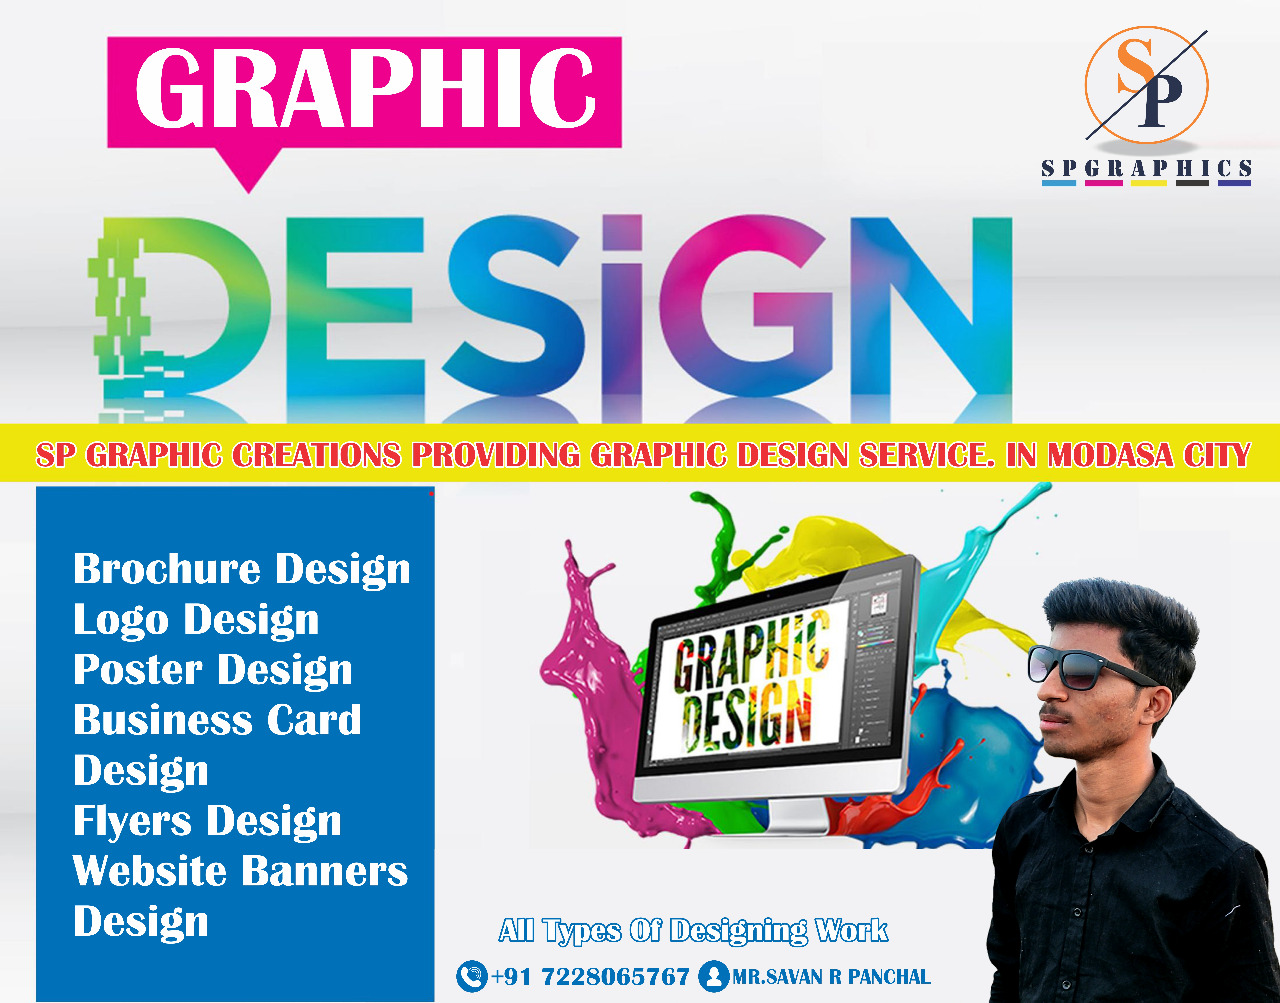 GRAPHIC
SP
SPGRAPHICS
DESiGN
SP GRAPHIC CREATIONS PROVIDING GRAPHIC DESIGN SERVICE. IN MODASA CITY
Brochure Design
Logo Design
Poster Design
Business Card
Design
Flyers Design
Website Banners
Design
GRAPHIC
DESIGN
All Types Of Designing Work
+91 7228065767 MR.SAVAN R PANCHAL